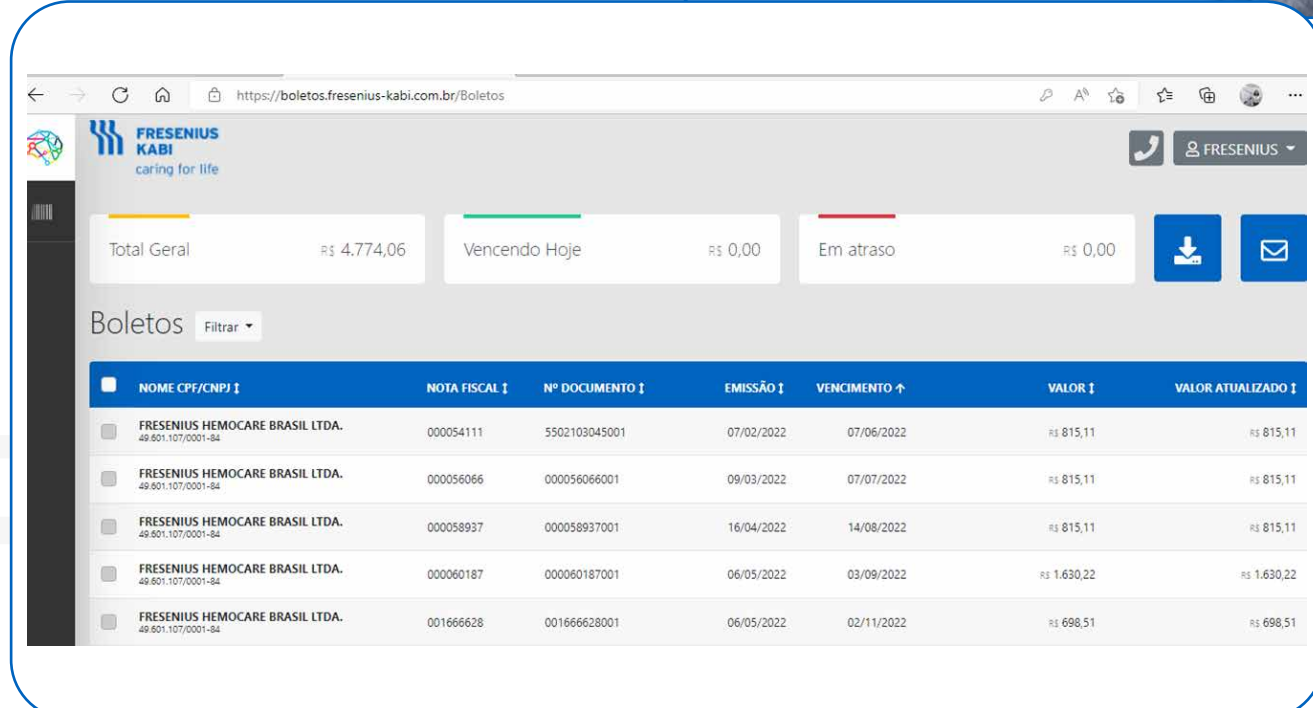 https://boletos.fresenius-kabi.com.br/Boletos
FRESENIUS
KABI
caring for life
FRESENIUS
Total Geral R$ 4.774,06 Vencendo Hoje R$ 0,00 Em atraso R$ 0,00
Boletos Filtrar
NOME CPF/CNPJ NOTA FISCAL Nº DOCUMENTO EMISSÃO VENCIMENTO VALOR VALOR ATUALIZADO
FRESENIUS HEMOCARE BRASIL LTDA. 000054111 5502103045001 07/02/2022 07/06/2022 R$ 815,11 R$ 815,11
49.601.107/0001-84
FRESENIUS HEMOCARE BRASIL LTDA. 000056066 000056066001 09/03/2022 07/07/2022 R$ 815,11 R$ 815,11
49.601.107/0001-84
FRESENIUS HEMOCARE BRASIL LTDA. 000058937 000058937001 16/04/2022 14/08/2022 R$ 815,11 R$ 815,11
49.601.107/0001-84
FRESENIUS HEMOCARE BRASIL LTDA. 000060187 000060187001 06/05/2022 03/09/2022 R$ 1.630,22 R$ 1.630,22
49.601.107/0001-84
FRESENIUS HEMOCARE BRASIL LTDA. 001666628 001666628001 06/05/2022 02/11/2022 R$ 698,51 R$ 698,51
49.601.107/0001-84